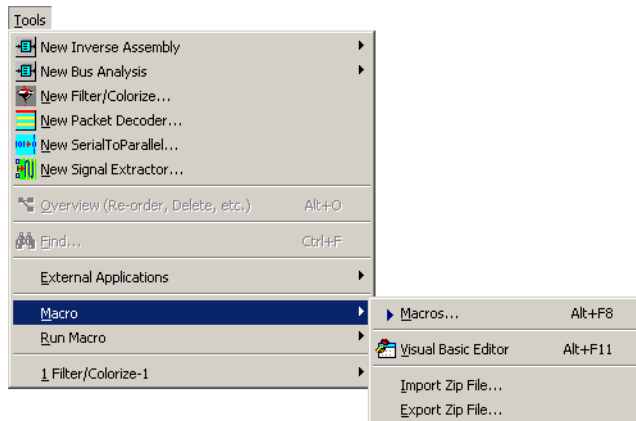 Tools
New Inverse Assembly
New Bus Analysis
New Filter/Colorize...
New Packet Decoder...
New SerialToParallel...
New Signal Extractor...
Overview (Re-order, Delete, etc.) Alt+O
Find... Ctrl+F
External Applications
Macro
Macros... Alt+F8
Run Macro
Visual Basic Editor Alt+F11
1 Filter/Colorize-1
Import Zip File...
Export Zip File...